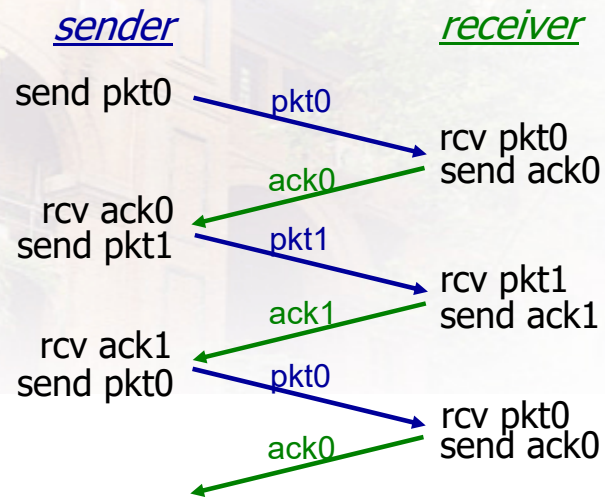 sender
receiver
send pkt0
pkt0
rcv pkt0
send ack0
ack0
rcv ack0
send pkt1
pkt1
rcv pkt1
send ack1
ack1
rcv ack1
send pkt0
pkt0
rcv pkt0
send ack0
ack0